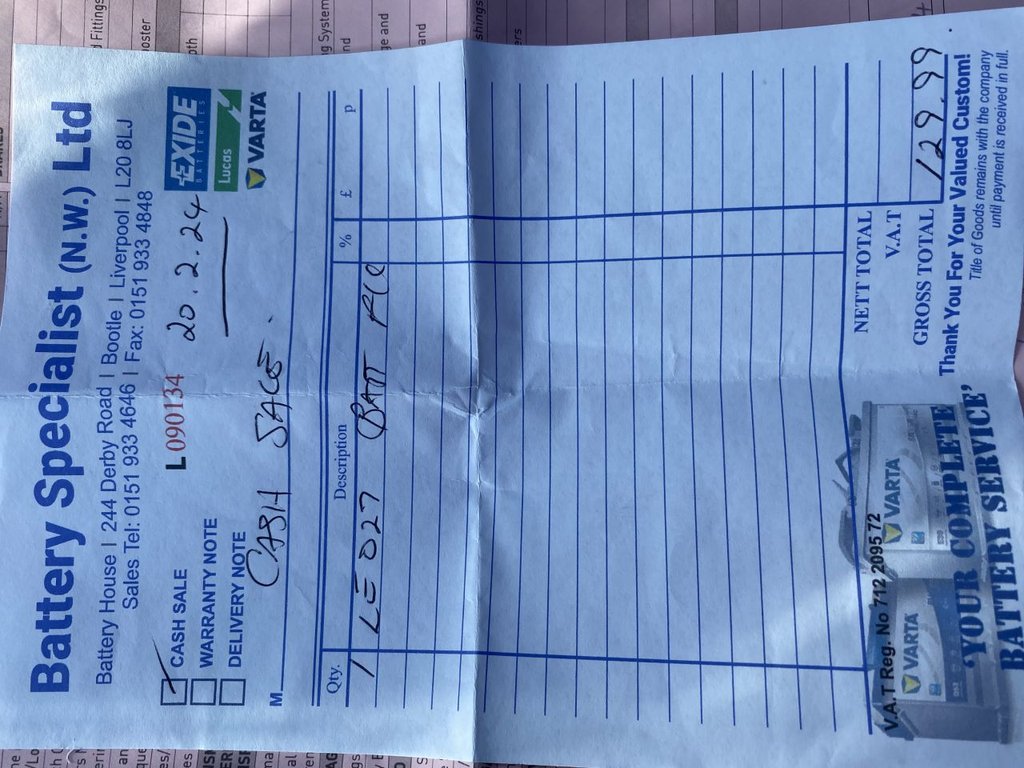 Battery Specialist (N.W.) Ltd
Battery House | 244 Derby Road | Bootle | Liverpool | L20 8LJ
Sales Tel: 0151 933 4646 | Fax: 0151 933 4848
CASH SALE
L 090134
20.2.24
EXIDE
BATTERIES
WARRANTY NOTE
Lucas
DELIVERY NOTE
VARTA
M CASH SALE.
Qty. Description % £ p
1 LE 027 BATT
NETT TOTAL
V.A.T Reg. No 712 2095 72
V.A.T
VARTA
VARTA
GROSS TOTAL 129.99
'YOUR COMPLETE
BATTERY SERVICE'
Thank You For Your Valued Custom!
Title of Goods remains with the company
until payment is received in full.